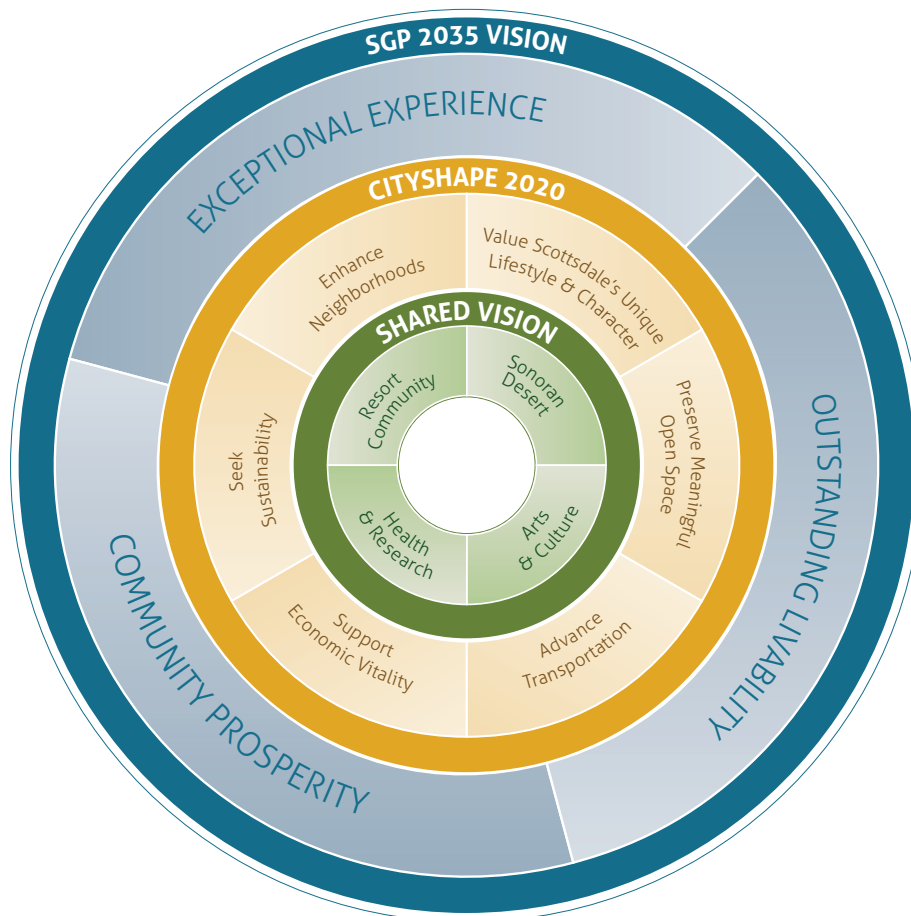 SGP 2035 VISION
EXCEPTIONAL EXPERIENCE
OUTSTANDING LIVABILITY
COMMUNITY PROSPERITY
CITYSHAPE 2020
Value Scottsdale's Unique
Lifestyle & Character
Preserve Meaningful
Open Space
Advance
Transportation
Support
Economic Vitality
Seek
Sustainability
Enhance
Neighborhoods
SHARED VISION
Sonoran
Desert
Arts
& Culture
Health
& Research
Resort
Community